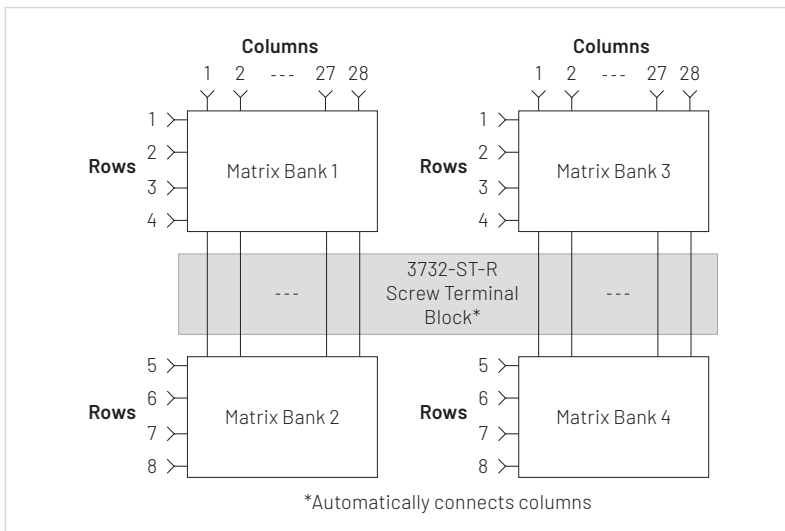 Columns
Columns
1 2 --- 27 28
1 2 --- 27 28
1
2
Rows
3
4
Matrix Bank 1
1
2
Rows
3
4
Matrix Bank 3
---
3732-ST-R
Screw Terminal
Block*
---
5
6
Rows
7
8
Matrix Bank 2
5
6
Rows
7
8
Matrix Bank 4
*Automatically connects columns